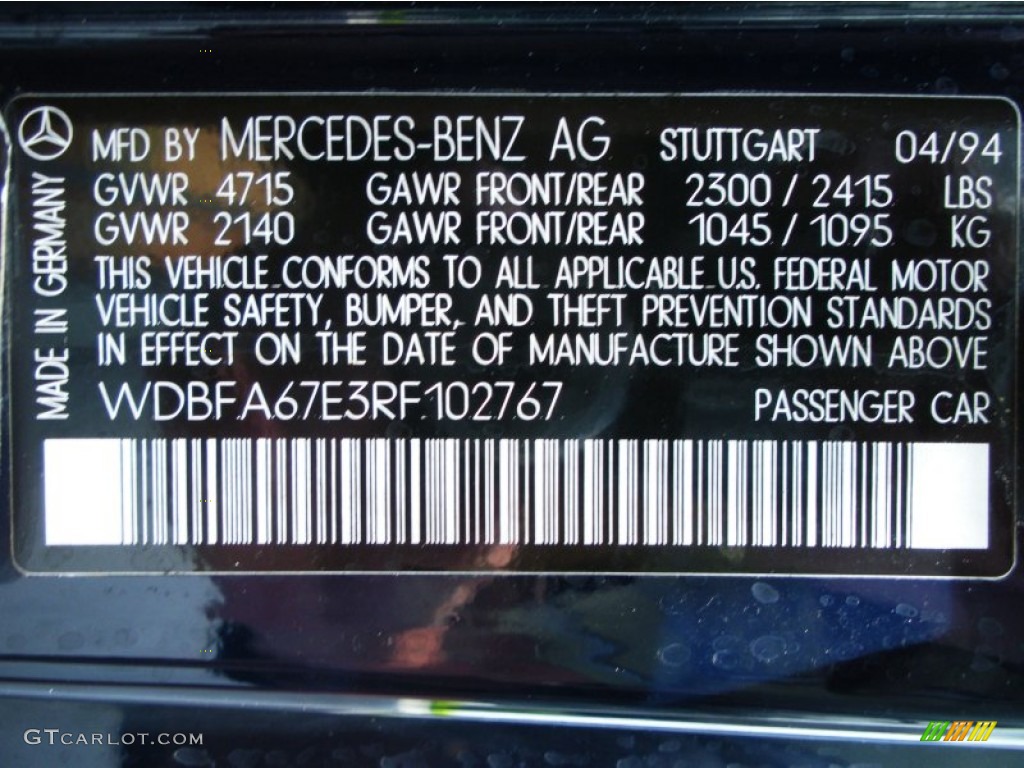 MFD BY MERCEDES-BENZ AG STUTTGART 04/94
GVWR 4715 GAWR FRONT/REAR 2300 / 2415 LBS
GVWR 2140 GAWR FRONT/REAR 1045 / 1095 KG
THIS VEHICLE CONFORMS TO ALL APPLICABLE U.S. FEDERAL MOTOR
VEHICLE SAFETY, BUMPER, AND THEFT PREVENTION STANDARDS
IN EFFECT ON THE DATE OF MANUFACTURE SHOWN ABOVE
WDBFA67E3RF102767 PASSENGER CAR
MADE IN GERMANY
GTCARLOT.COM